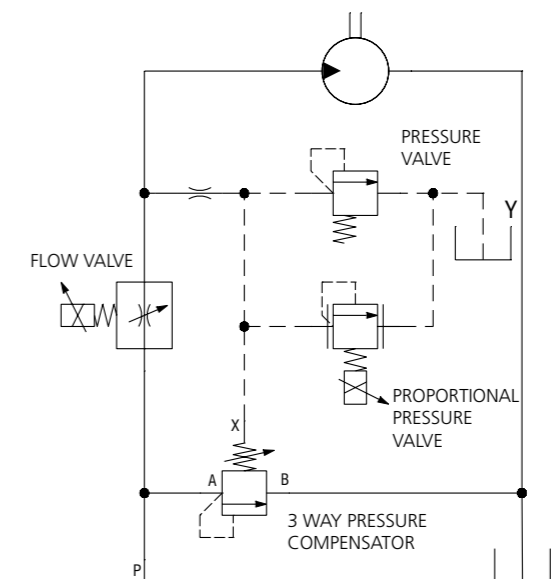 PRESSURE
VALVE
Y
FLOW VALVE
PROPORTIONAL
PRESSURE
VALVE
X
A
B
3 WAY PRESSURE
COMPENSATOR
P